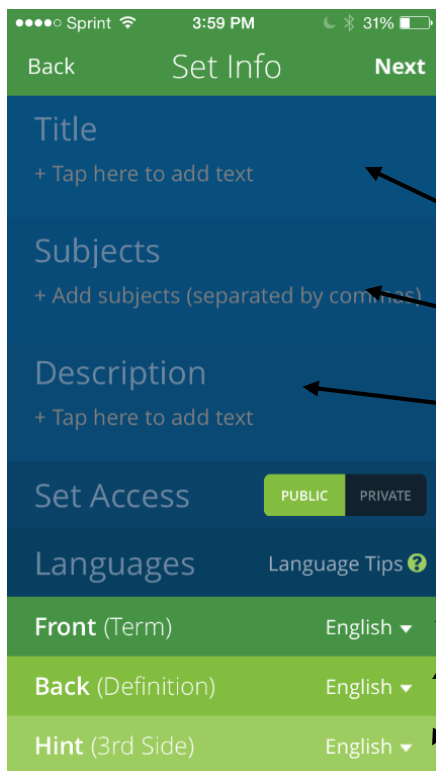 Sprint 3:59 PM 31%
Back Set Info Next
Title
+ Tap here to add text
Subjects
+ Add subjects (separated by commas)
Description
+ Tap here to add text
Set Access PUBLIC PRIVATE
Languages Language Tips ?
Front (Term) English
Back (Definition) English
Hint (3rd Side) English